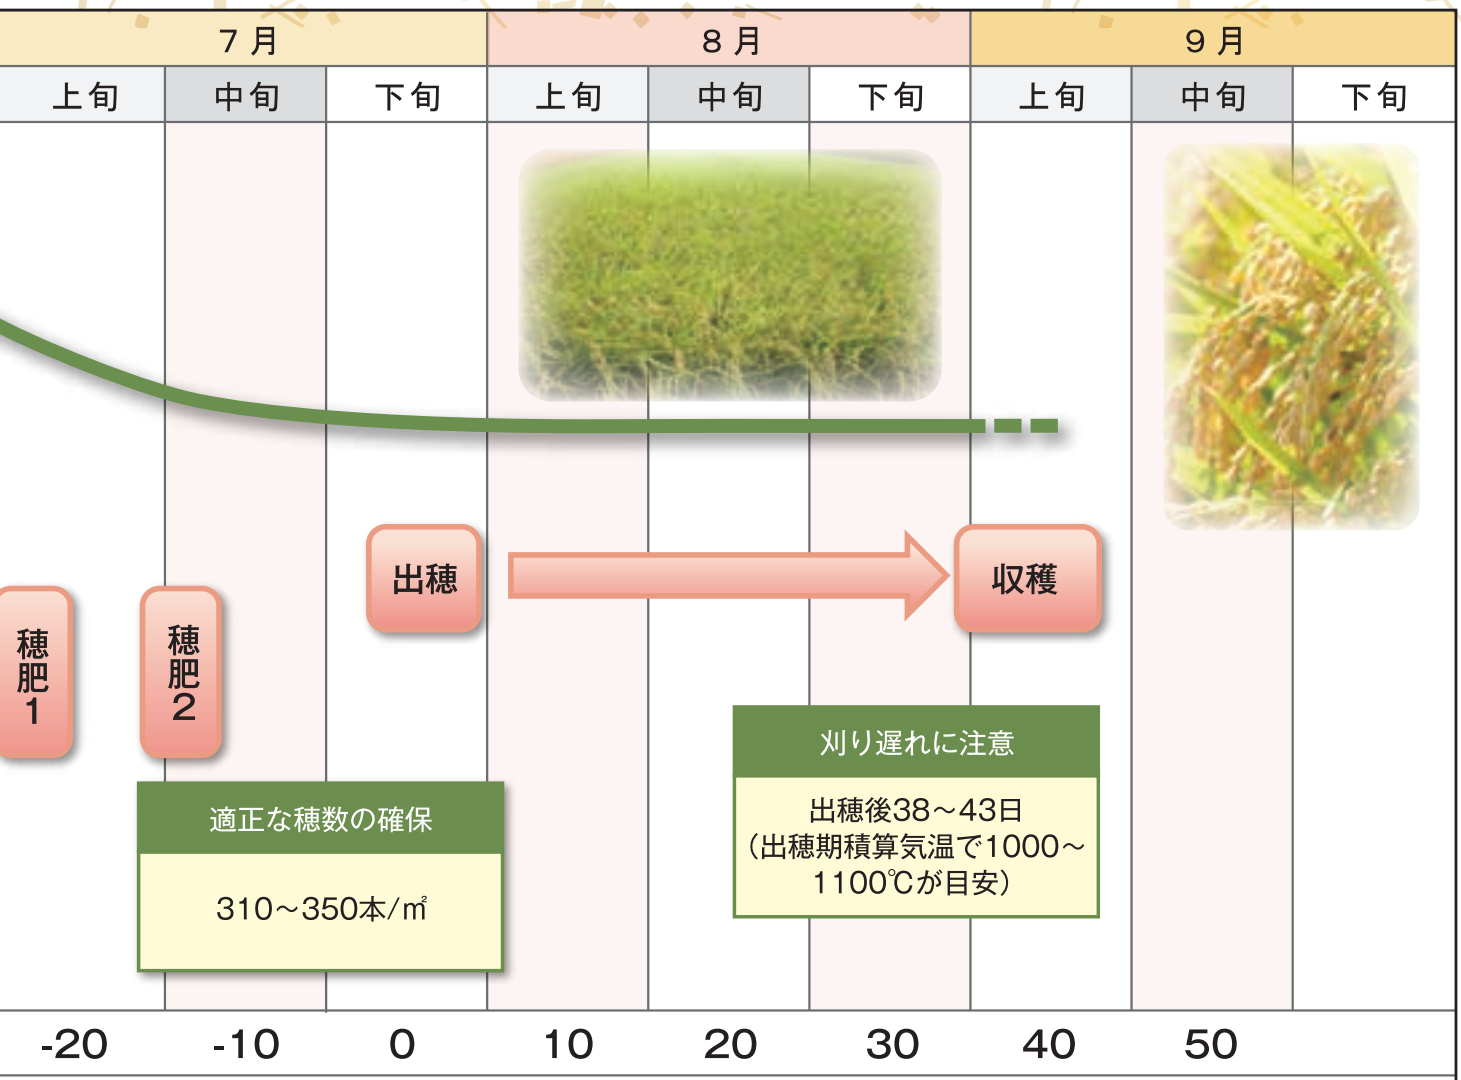 7月 8月 9月
上旬 中旬 下旬 上旬 中旬 下旬 上旬 中旬 下旬
出穂 収穫
穂肥1
穂肥2
刈り遅れに注意
出穂後38～43日
（出穂期積算気温で1000～
1100℃が目安）
適正な穂数の確保
310～350本/㎡
-20 -10 0 10 20 30 40 50